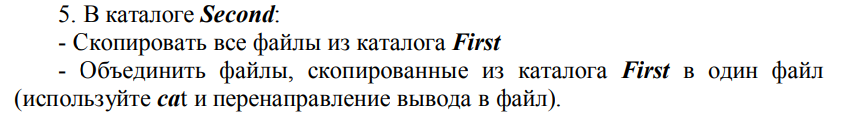 5. В каталоге Second:
- Скопировать все файлы из каталога First
- Объединить файлы, скопированные из каталога First в один файл
(используйте cat и перенаправление вывода в файл).